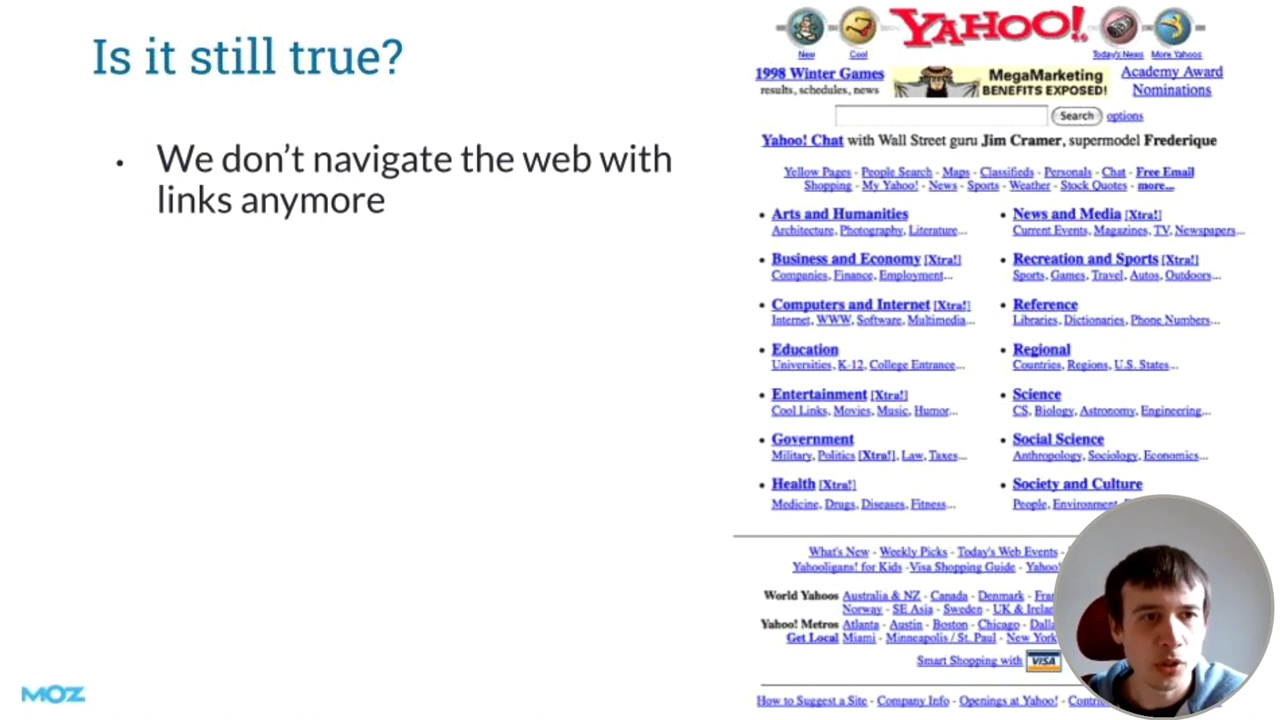 Is it still true?
• We don't navigate the web with
links anymore
MOZ
YAHOO!
New
Cool
Today's News
More Yahoos
1998 Winter Games
results, schedules, news
MegaMarketing
BENEFITS EXPOSED!
Academy Award
Nominations
Search options
Yahoo! Chat with Wall Street guru Jim Cramer, supermodel Frederique
Yellow Pages - People Search - Maps - Classifieds - Personals - Chat - Free Email
Shopping - My Yahoo! - News - Sports - Weather - Stock Quotes - more...
• Arts and Humanities
Architecture, Photography, Literature...
• Business and Economy [Xtra!]
Companies, Finance, Employment...
• Computers and Internet [Xtra!]
Internet, WWW, Software, Multimedia...
• Education
Universities, K-12, College Entrance...
• Entertainment [Xtra!]
Cool Links, Movies, Music, Humor...
• Government
Military, Politics [Xtra!], Law, Taxes...
• Health [Xtra!]
Medicine, Drugs, Diseases, Fitness...
• News and Media [Xtra!]
Current Events, Magazines, TV, Newspapers...
• Recreation and Sports [Xtra!]
Sports, Games, Travel, Autos, Outdoors...
• Reference
Libraries, Dictionaries, Phone Numbers...
• Regional
Countries, Regions, U.S. States...
• Science
CS, Biology, Astronomy, Engineering...
• Social Science
Anthropology, Sociology, Economics...
• Society and Culture
People, Environment,
What's New - Weekly Picks - Today's Web Events -
Yahooligans! for Kids - Visa Shopping Guide - Yahoo!
World Yahoos Australia & NZ - Canada - Denmark -
Norway - SE Asia - Sweden - UK &
Yahoo! Metros Atlanta - Austin - Boston - Chicago -
Get Local Miami - Minneapolis / St. Paul - New York
Smart Shopping with VISA
How to Suggest a Site - Company Info - Openings at Yahoo! -